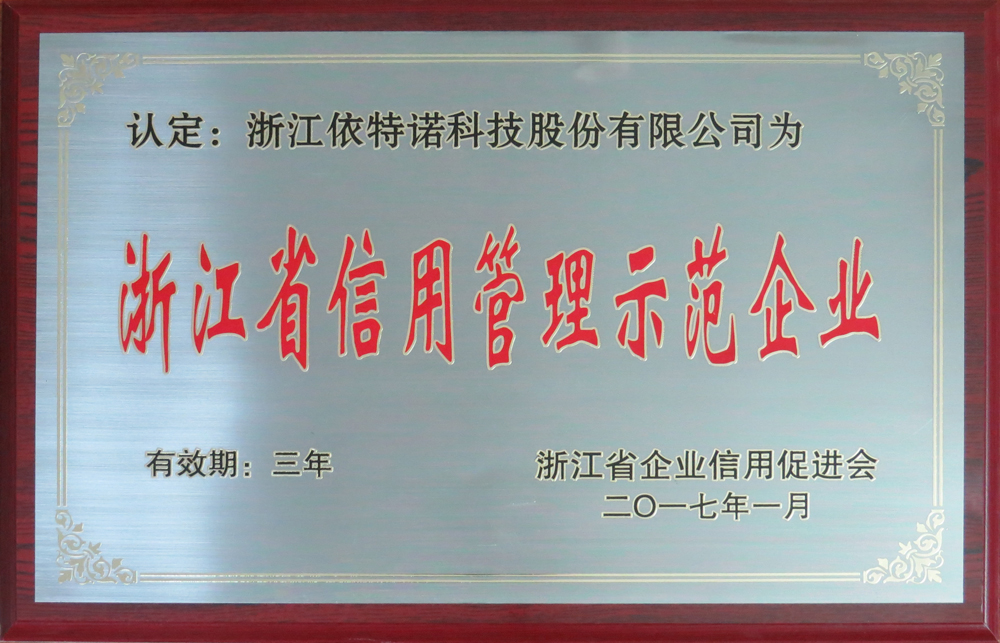 认定：浙江依特诺科技股份有限公司为
浙江省信用管理示范企业
有效期：三年
浙江省企业信用促进会
二〇一七年一月